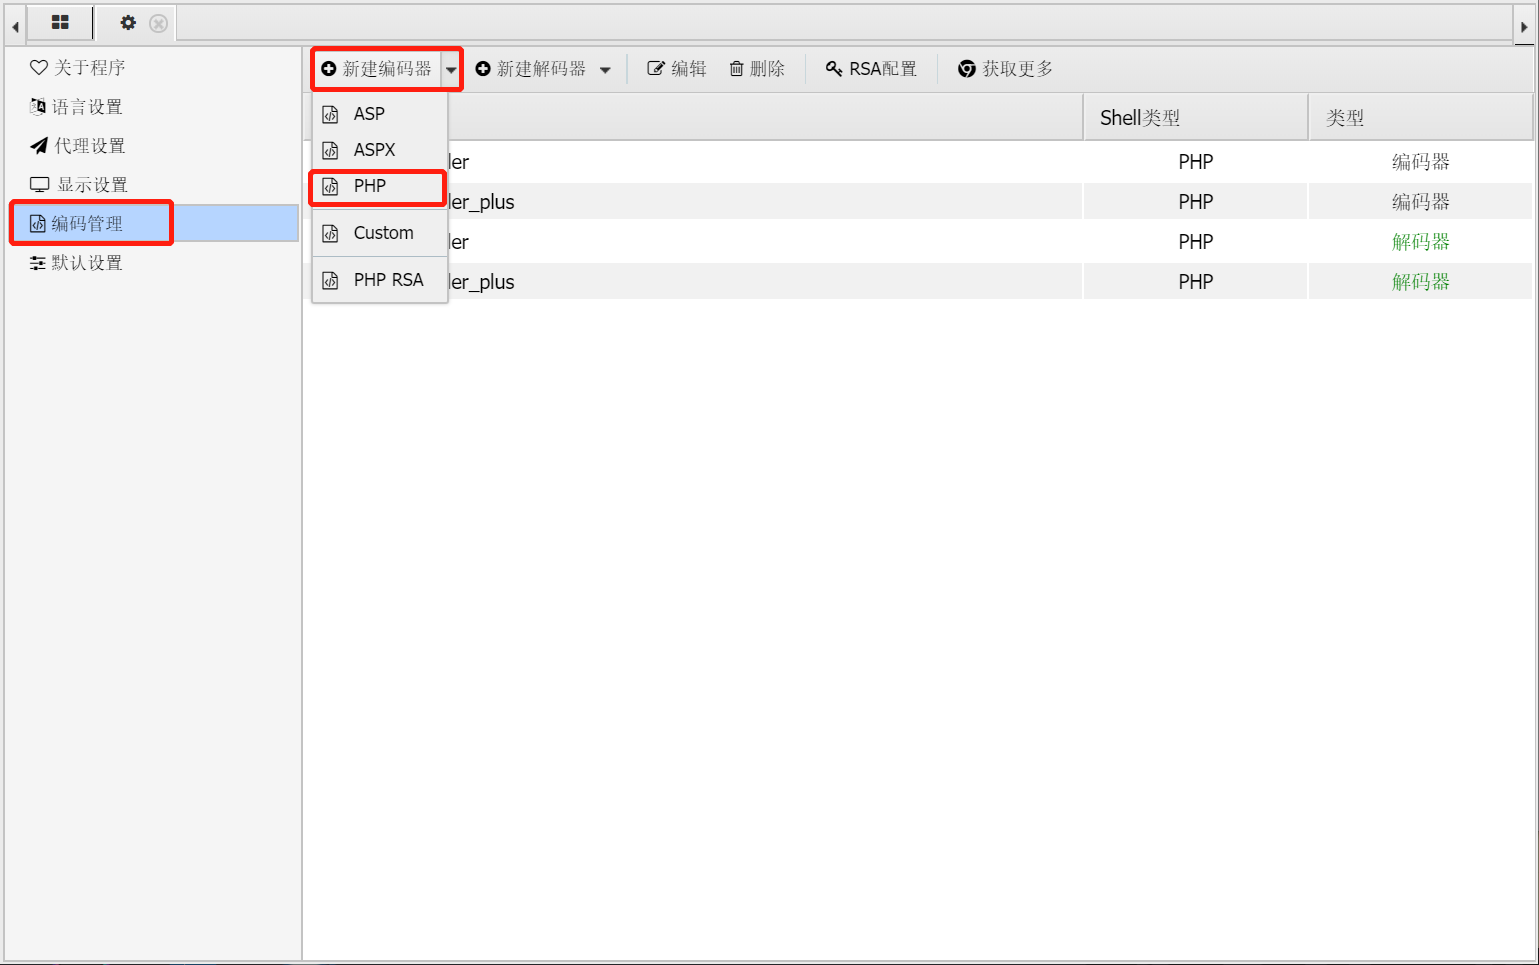 关于程序
语言设置
代理设置
显示设置
编码管理
默认设置
新建编码器 新建解码器 编辑 删除 RSA配置 获取更多
ASP
ASPX
PHP
Custom
PHP RSA
Shell类型 类型
ler PHP 编码器
ler_plus PHP 编码器
ler PHP 解码器
ler_plus PHP 解码器